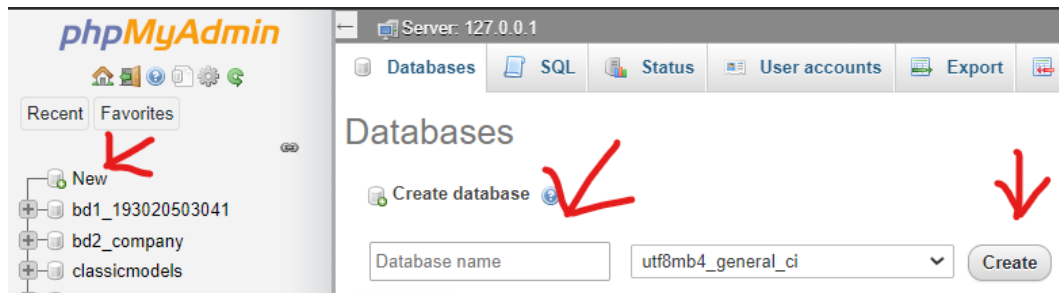 phpMyAdmin
Recent Favorites
New
bd1_193020503041
bd2_company
classicmodels
Server: 127.0.0.1
Databases SQL Status User accounts Export
Databases
Create database
Database name utf8mb4_general_ci Create